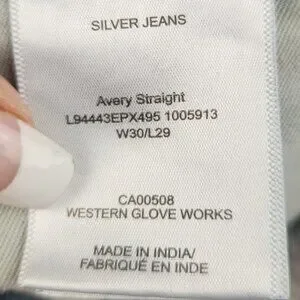 SILVER JEANS
Avery Straight
L94443EPX495 1005913
W30/L29
CA00508
WESTERN GLOVE WORKS
MADE IN INDIA/
FABRIQUÉ EN INDE